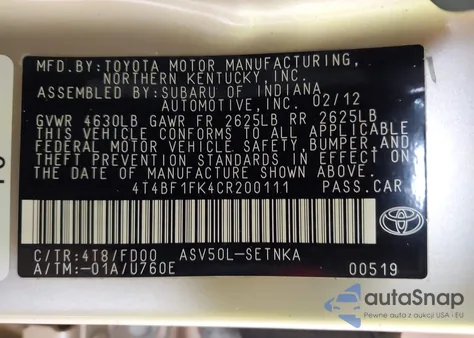 MFD.BY:TOYOTA MOTOR MANUFACTURING,
NORTHERN KENTUCKY,INC.
ASSEMBLED BY:SUBARU OF INDIANA
AUTOMOTIVE,INC. 02/12
GVWR 4630LB GAWR FR 2625LB RR 2625LB
THIS VEHICLE CONFORMS TO ALL APPLICABLE
FEDERAL MOTOR VEHICLE SAFETY,BUMPER,AND
THEFT PREVENTION STANDARDS IN EFFECT ON
THE DATE OF MANUFACTURE SHOWN ABOVE.
4T4BF1FK4CR200111 PASS.CAR
C/TR:4T8/FD00 ASV50L-SETNKA
A/TM:-01A/U760E 00519
TOYOTA
autoSnap
Pewne auta z aukcji USA - EU